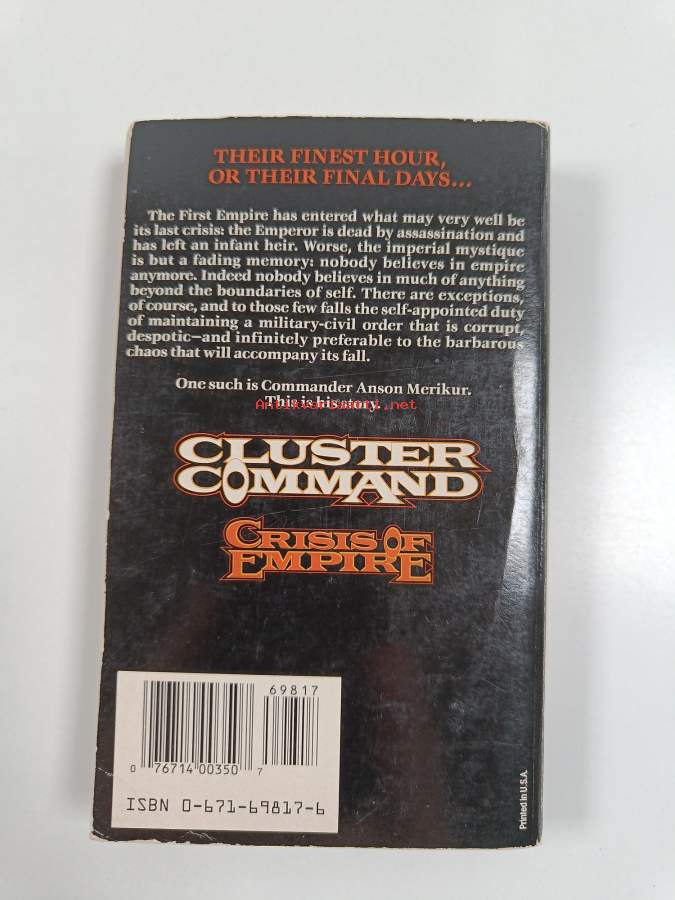 THEIR FINEST HOUR,
OR THEIR FINAL DAYS...
The First Empire has entered what may very well be
its last crisis: the Emperor is dead by assassination and
has left an infant heir. Worse, the imperial mystique
is but a fading memory: nobody believes in empire
anymore. Indeed nobody believes in much of anything
beyond the boundaries of self. There are exceptions,
of course, and to those few falls the self-appointed duty
of maintaining a military-civil order that is corrupt,
despotic—and infinitely preferable to the barbarous
chaos that will accompany its fall.
One such is Commander Anson Merikur.
This is his story.
CLUSTER
COMMAND
CRISIS OF
EMPIRE
69817
0 76714 00350 7
ISBN 0-671-69817-6
Printed in U.S.A.